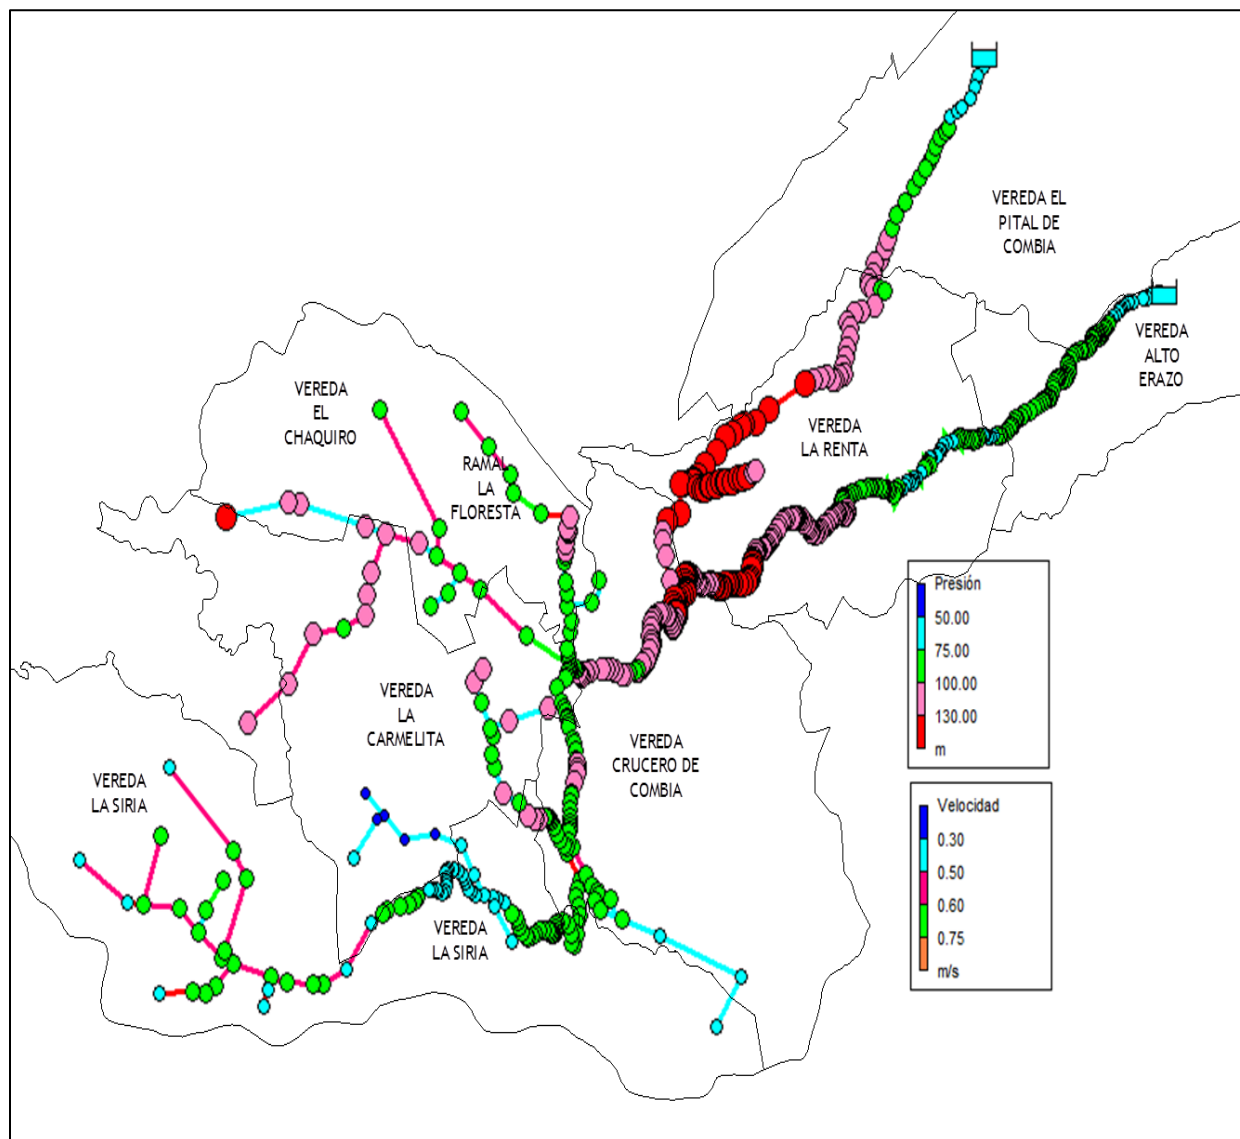 VEREDA EL
PITAL DE
COMBIA
VEREDA
ALTO
ERAZO
VEREDA
EL
CHAQUIRO
VEREDA
LA RENTA
RAMAL
LA
FLORESTA
Presión
50.00
75.00
100.00
130.00
m
VEREDA
LA
CARMELITA
VEREDA
CRUCERO DE
COMBIA
VEREDA
LA SIRIA
Velocidad
0.30
0.50
0.60
0.75
m/s
VEREDA
LA SIRIA